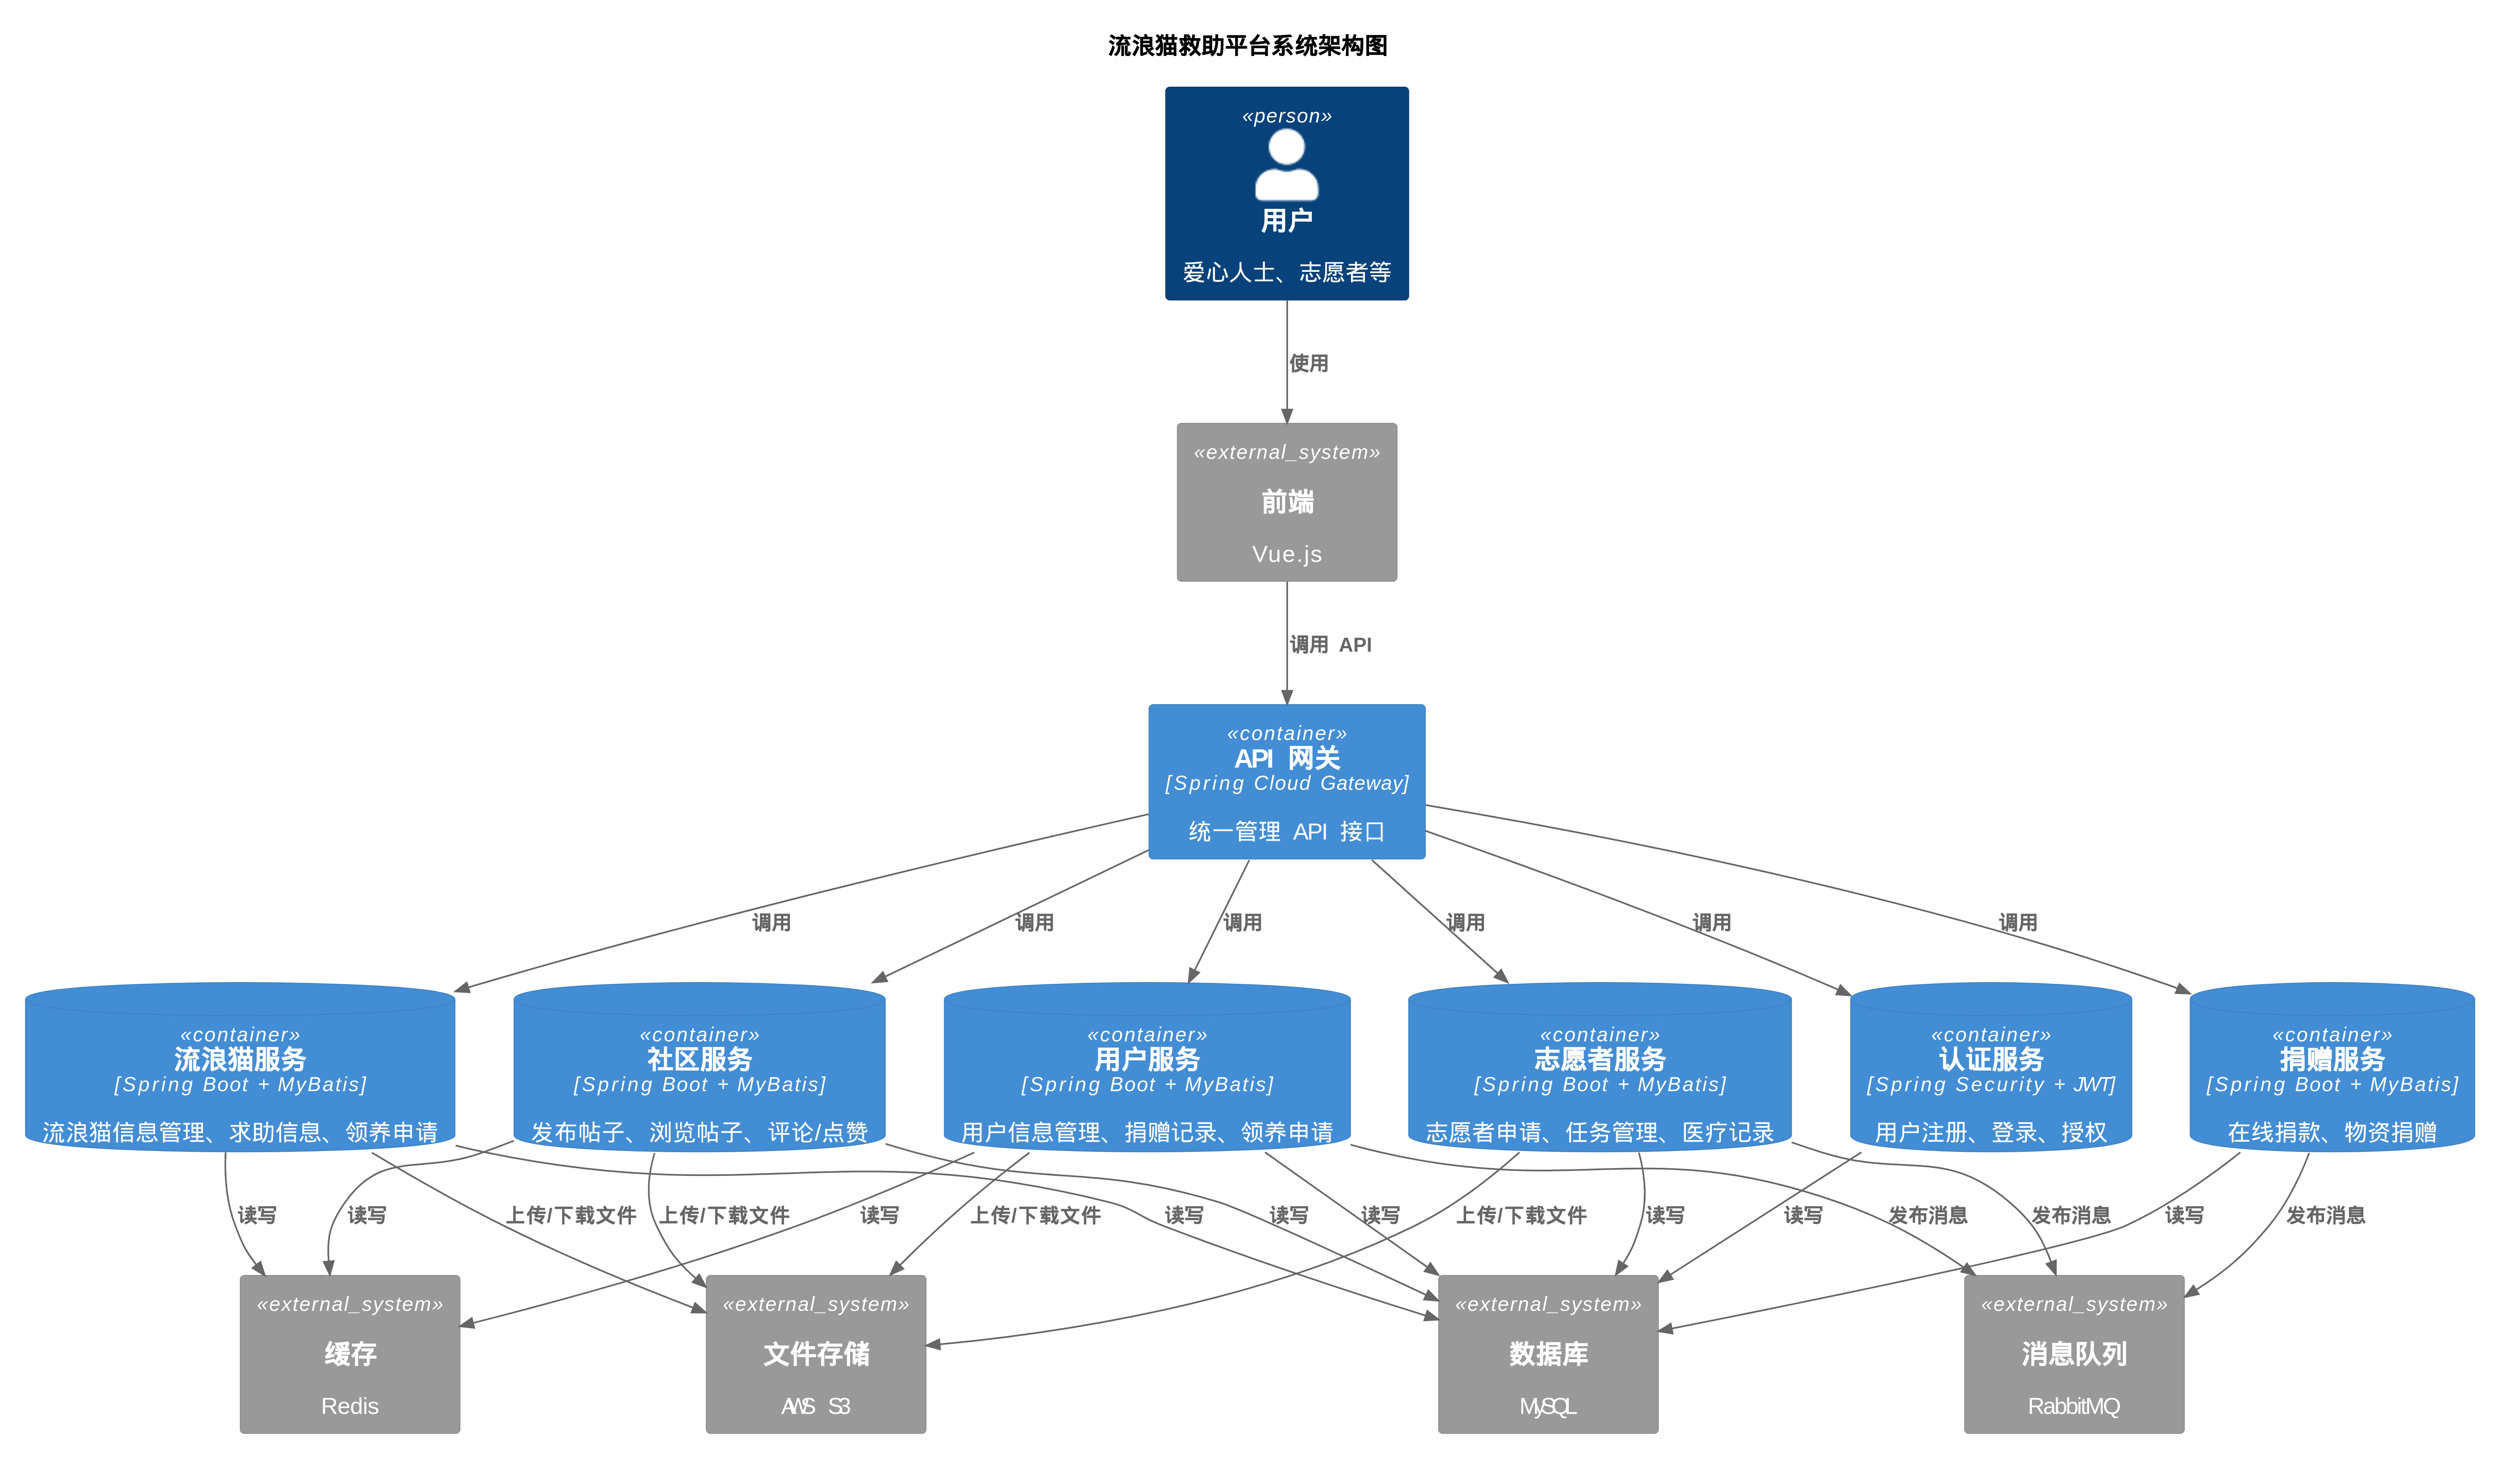 流浪猫救助平台系统架构图
«person»
用户
爱心人士、志愿者等
使用
«external_system»
前端
Vue.js
调用 API
«container»
API 网关
[Spring Cloud Gateway]
统一管理 API 接口
调用
调用
调用
调用
调用
调用
«container»
流浪猫服务
[Spring Boot + MyBatis]
流浪猫信息管理、求助信息、领养申请
«container»
社区服务
[Spring Boot + MyBatis]
发布帖子、浏览帖子、评论/点赞
«container»
用户服务
[Spring Boot + MyBatis]
用户信息管理、捐赠记录、领养申请
«container»
志愿者服务
[Spring Boot + MyBatis]
志愿者申请、任务管理、医疗记录
«container»
认证服务
[Spring Security + JWT]
用户注册、登录、授权
«container»
捐赠服务
[Spring Boot + MyBatis]
在线捐款、物资捐赠
读写
读写
上传/下载文件
上传/下载文件
读写
上传/下载文件
读写
读写
读写
上传/下载文件
读写
读写
发布消息
发布消息
读写
发布消息
«external_system»
缓存
Redis
«external_system»
文件存储
AWS S3
«external_system»
数据库
MySQL
«external_system»
消息队列
RabbitMQ